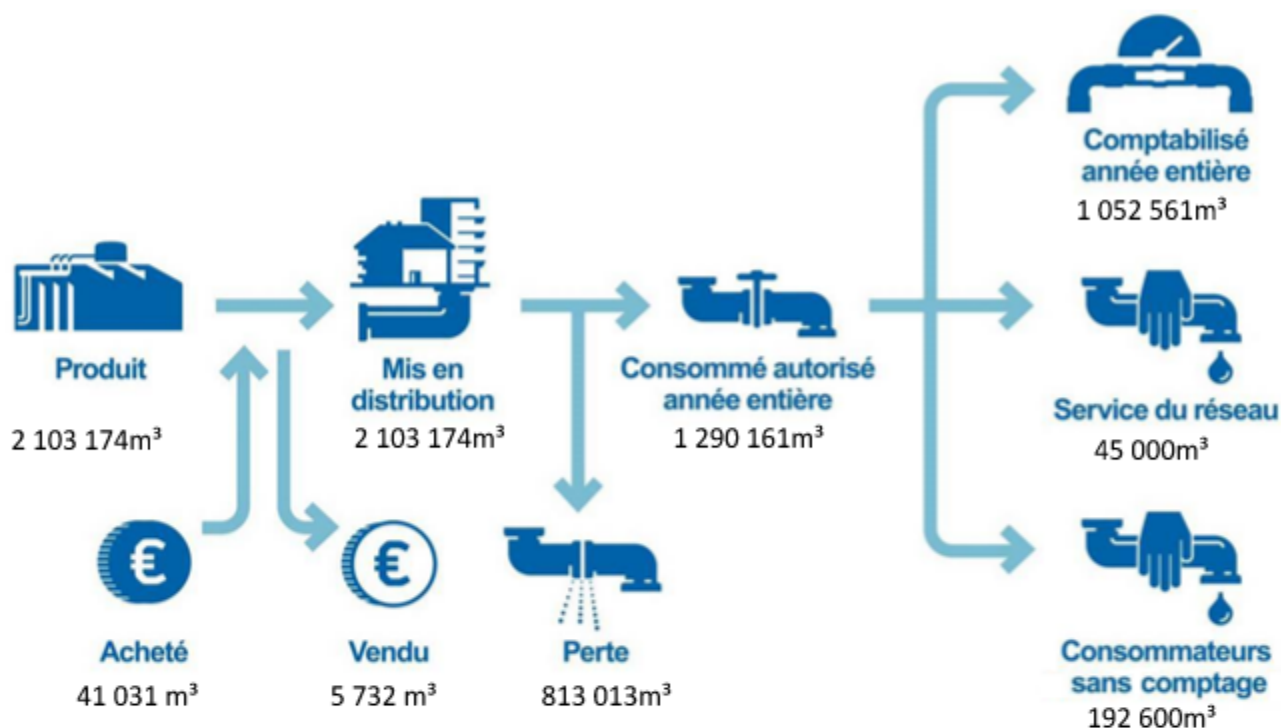 Comptabilisé
année entière
1 052 561m³
Produit
2 103 174m³
Mis en
distribution
2 103 174m³
Consommé autorisé
année entière
1 290 161m³
Service du réseau
45 000m³
€
Acheté
41 031 m³
€
Vendu
5 732 m³
Perte
813 013m³
Consommateurs
sans comptage
192 600m³